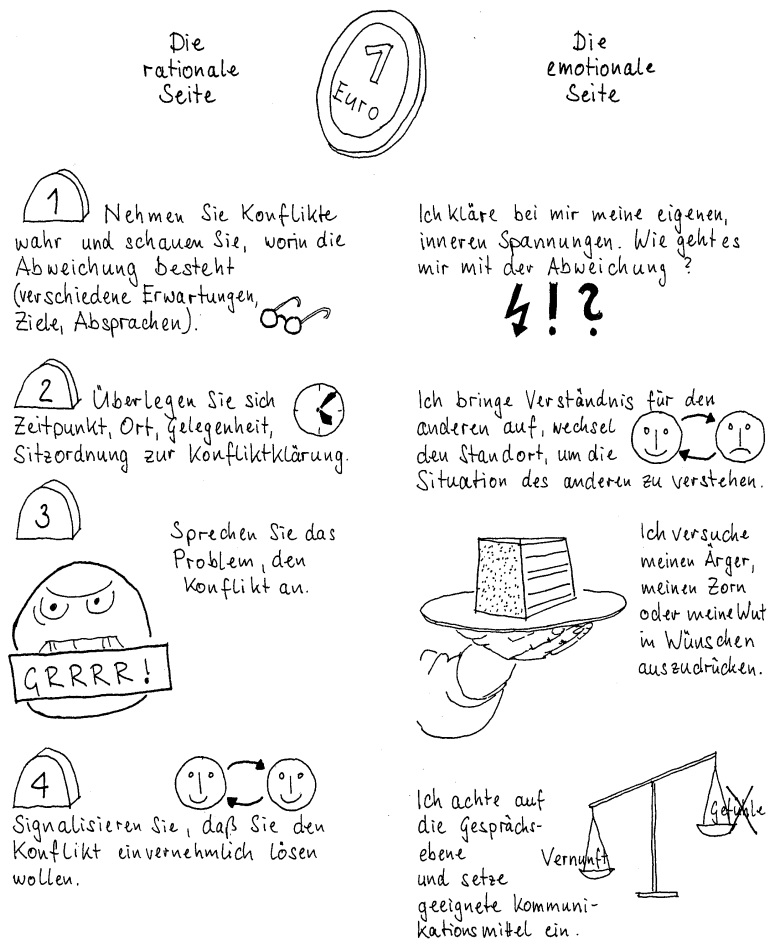 Die
rationale
Seite
1
Euro
Die
emotionale
Seite
1
Nehmen Sie Konflikte
wahr und schauen Sie, worin die
Abweichung besteht
(verschiedene Erwartungen,
Ziele, Absprachen).
Ich kläre bei mir meine eigenen,
inneren Spannungen. Wie geht es
mir mit der Abweichung ?
! ?
2
Überlegen Sie sich
Zeitpunkt, Ort, Gelegenheit,
Sitzordnung zur Konfliktklärung.
Ich bringe Verständnis für den
anderen auf, wechsel
den Standort, um die
Situation des anderen zu verstehen.
3
Sprechen Sie das
Problem, den
Konflikt an.
GRRRR!
Ich versuche
meinen Ärger,
meinen Zorn
oder meine Wut
in Wünschen
auszudrücken.
4
Signalisieren Sie, daß Sie den
Konflikt einvernehmlich lösen
wollen.
Ich achte auf
die Gesprächs-
ebene
und setze
geeignete Kommuni-
kationsmittel ein.
Vernunft
Gefühle